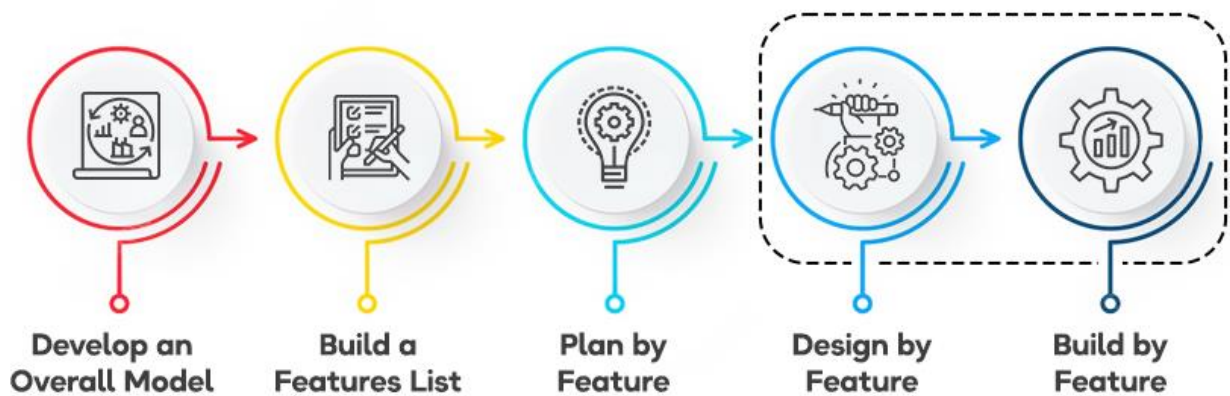 Develop an
Overall Model
Build a
Features List
Plan by
Feature
Design by
Feature
Build by
Feature